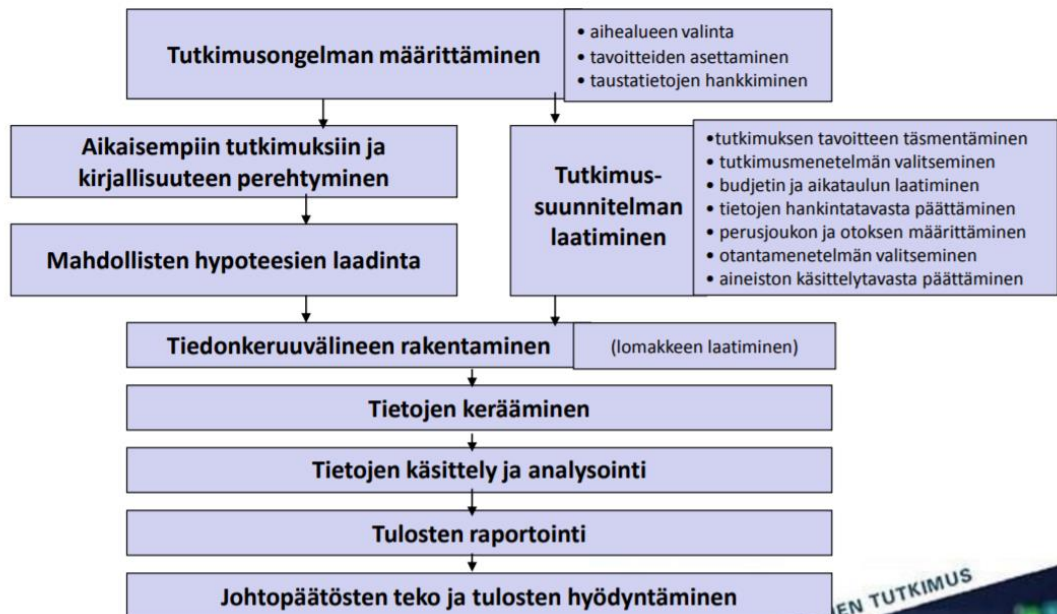 Tutkimusongelman määrittäminen
• aihealueen valinta
• tavoitteiden asettaminen
• taustatietojen hankkiminen
Aikaisempiin tutkimuksiin ja
kirjallisuuteen perehtyminen
Mahdollisten hypoteesien laadinta
Tutkimus-
suunnitelman
laatiminen
•tutkimuksen tavoitteen täsmentäminen
• tutkimusmenetelmän valitseminen
• budjetin ja aikataulun laatiminen
• tietojen hankintatavasta päättäminen
• perusjoukon ja otoksen määrittäminen
• otantamenetelmän valitseminen
• aineiston käsittelytavasta päättäminen
Tiedonkeruuvälineen rakentaminen
(lomakkeen laatiminen)
Tietojen kerääminen
Tietojen käsittely ja analysointi
Tulosten raportointi
Johtopäätösten teko ja tulosten hyödyntäminen
EN TUTKIMUS